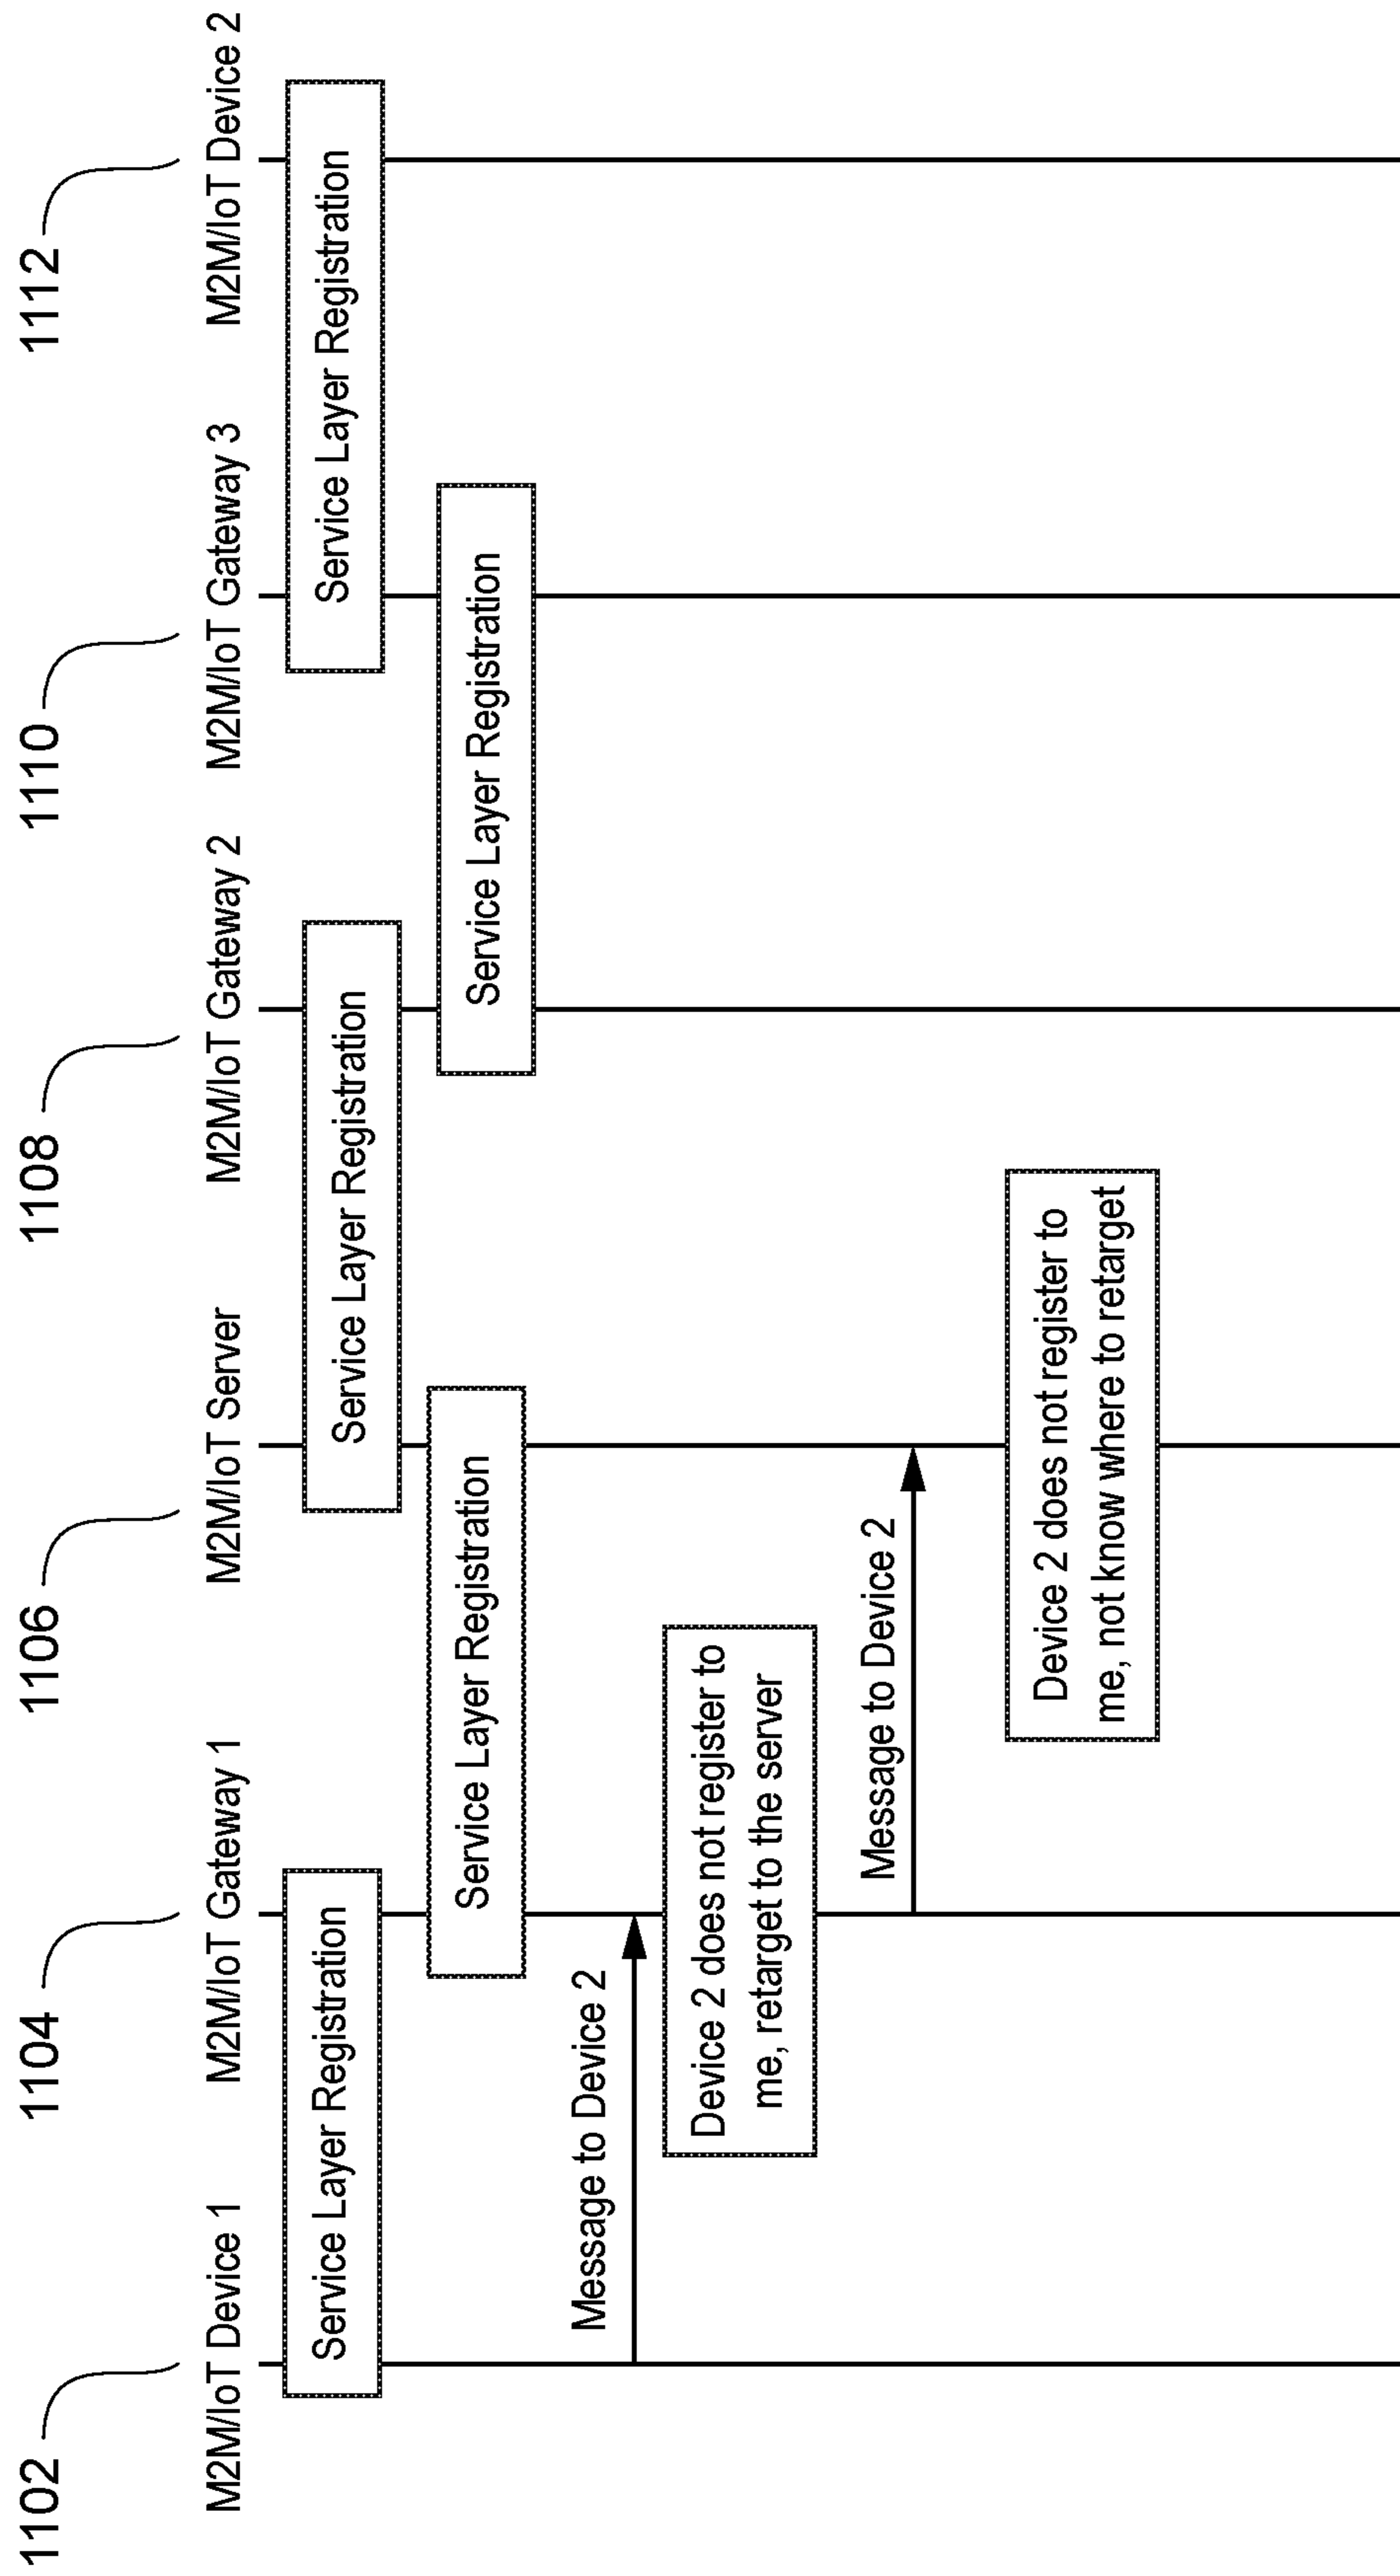 1102
1104
1106
1108
1110
1112
M2M/IoT Device 1
M2M/IoT Gateway 1
M2M/IoT Server
M2M/IoT Gateway 2
M2M/IoT Gateway 3
M2M/IoT Device 2
Service Layer Registration
Service Layer Registration
Service Layer Registration
Service Layer Registration
Service Layer Registration
Message to Device 2
Device 2 does not register to
me, retarget to the server
Message to Device 2
Device 2 does not register to
me, not know where to retarget